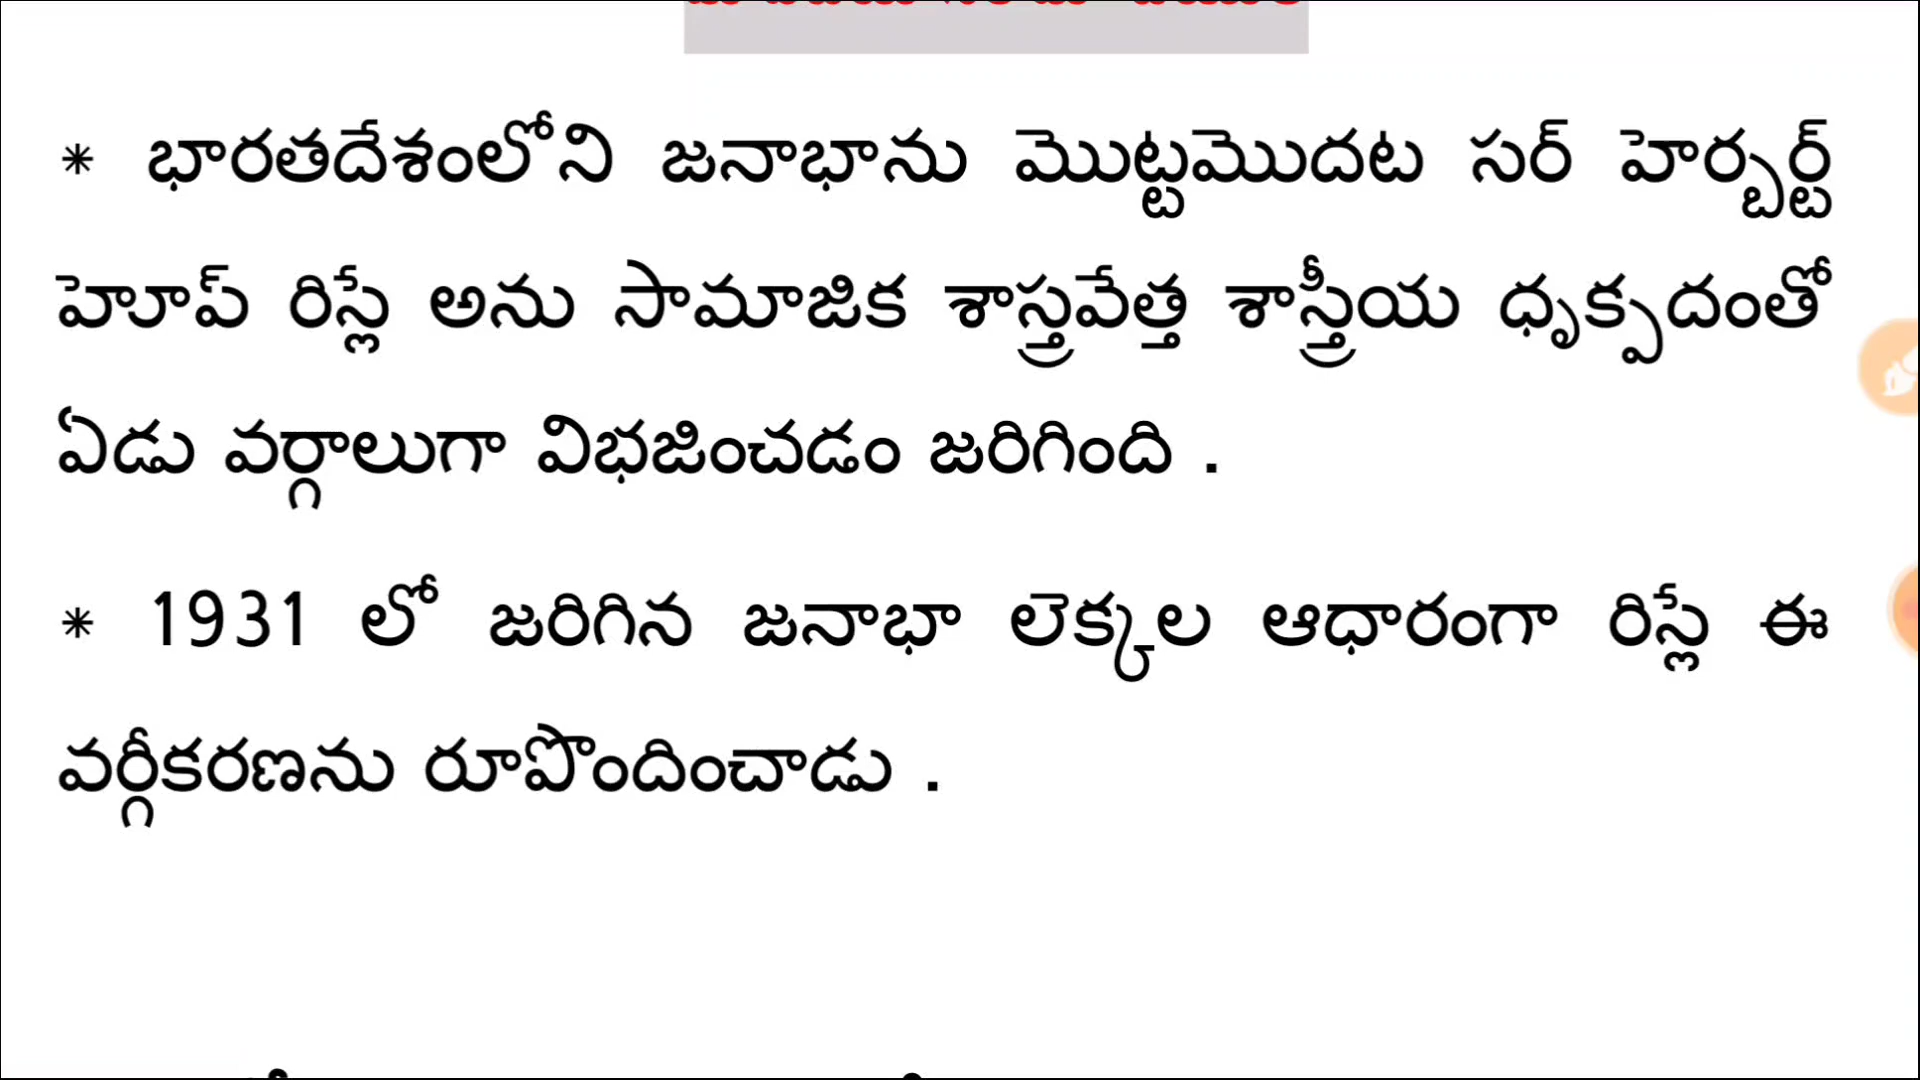 * భారతదేశంలోని జనాభాను మొట్టమొదట సర్ హెర్బర్ట్
హెూప్ రిస్లే అను సామాజిక శాస్త్రవేత్త శాస్త్రీయ ధృక్పదంతో
ఏడు వర్గాలుగా విభజించడం జరిగింది .
* 1931 లో జరిగిన జనాభా లెక్కల ఆధారంగా రిస్లే ఈ
వర్గీకరణను రూపొందించాడు .